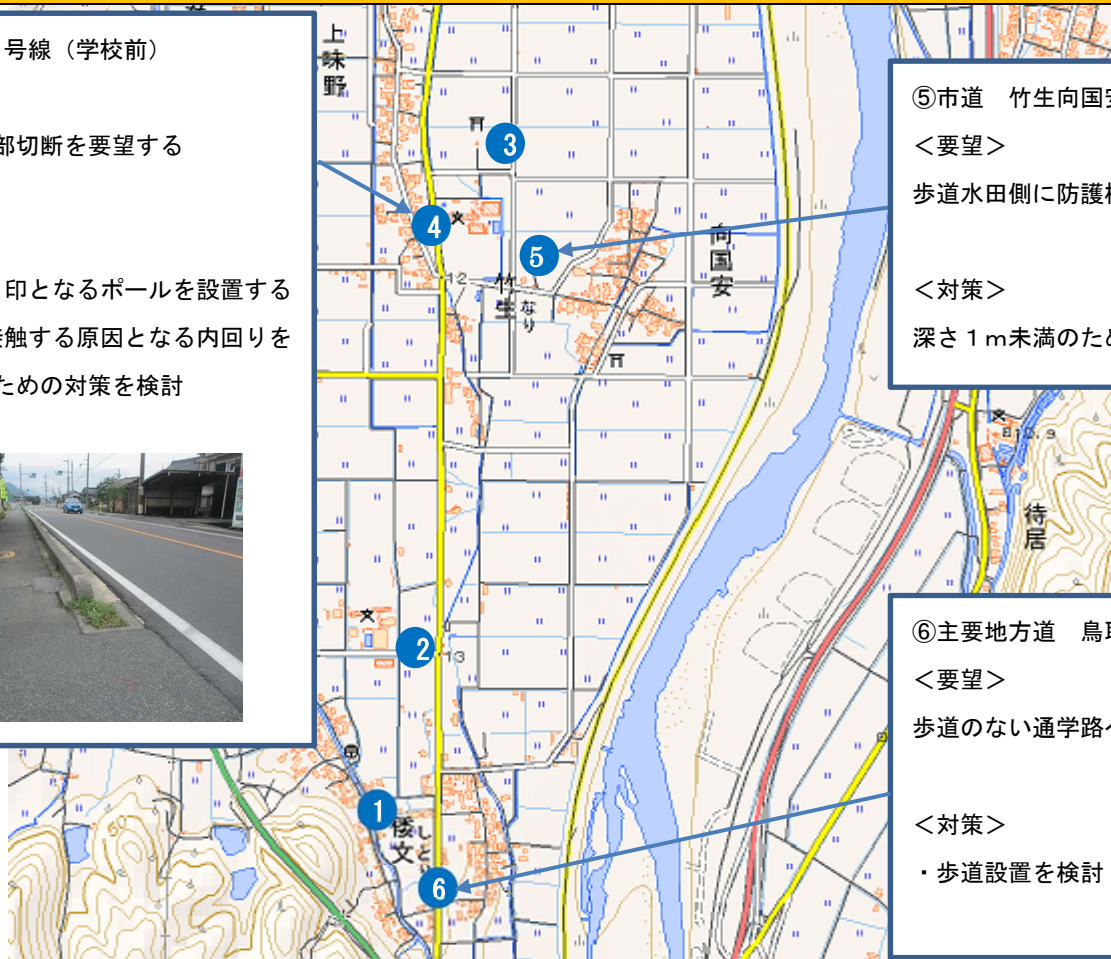 号線（学校前）
部切断を要望する
印となるポールを設置する
接触する原因となる内回りを
ための対策を検討
上味野
3
4
5
12
竹生
なり
向国安
2
13
1
倭文
しと
6
50
⑤市道　竹生向国安
＜要望＞
歩道水田側に防護
＜対策＞
深さ１ｍ未満のため
待居
⑥主要地方道　鳥取
＜要望＞
歩道のない通学路へ
＜対策＞
・歩道設置を検討